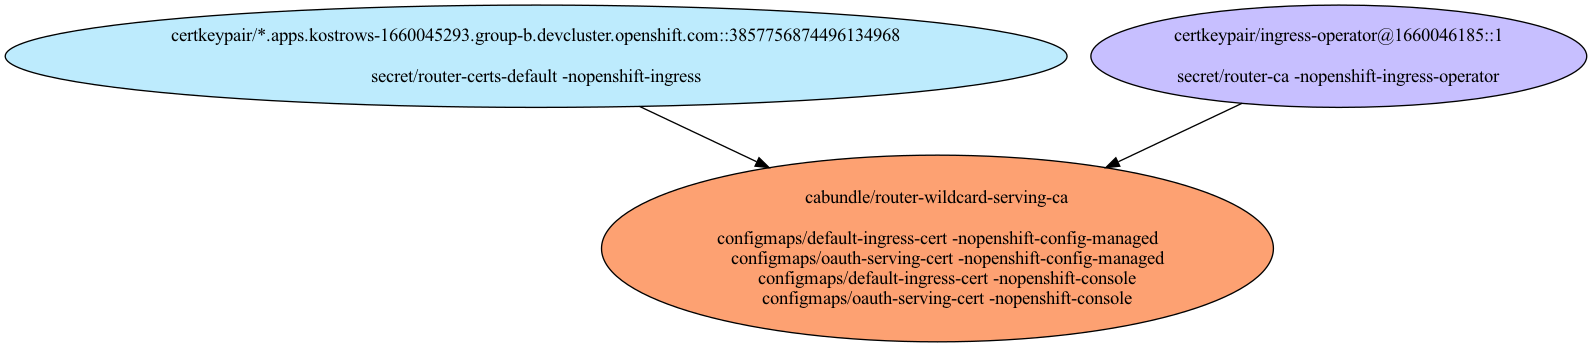 certkeypair/*.apps.kostrows-1660045293.group-b.devcluster.openshift.com::3857756874496134968
secret/router-certs-default -nopenshift-ingress
certkeypair/ingress-operator@1660046185::1
secret/router-ca -nopenshift-ingress-operator
cabundle/router-wildcard-serving-ca
configmaps/default-ingress-cert -nopenshift-config-managed
configmaps/oauth-serving-cert -nopenshift-config-managed
configmaps/default-ingress-cert -nopenshift-console
configmaps/oauth-serving-cert -nopenshift-console